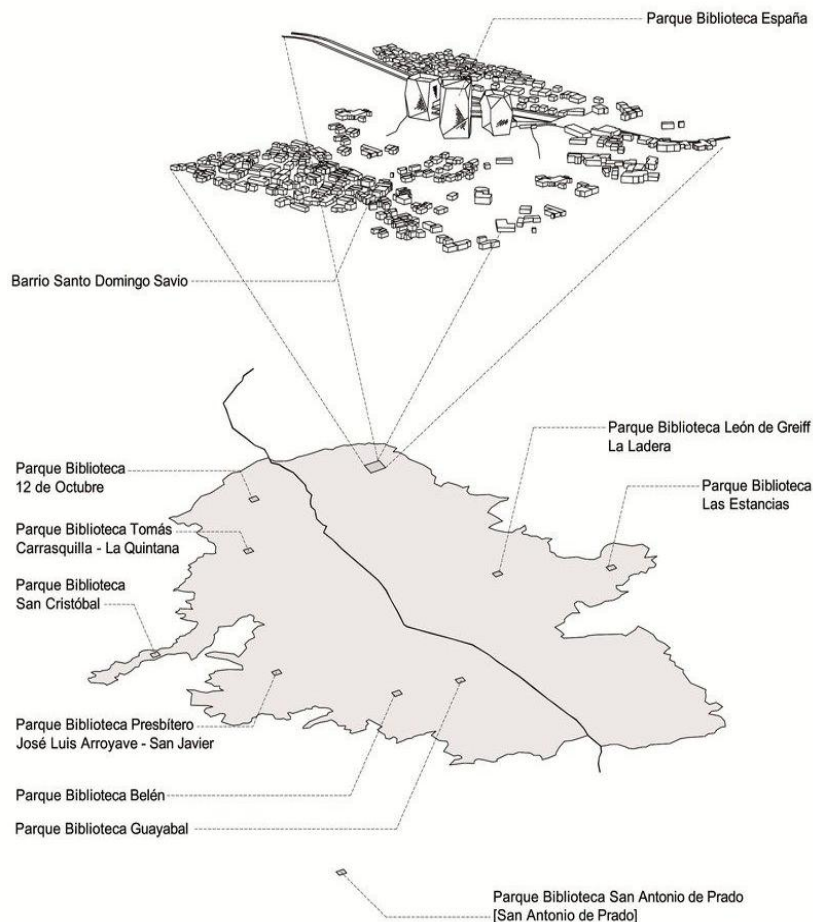 Parque Biblioteca España
Barrio Santo Domingo Savio
Parque Biblioteca León de Greiff
La Ladera
Parque Biblioteca
12 de Octubre
Parque Biblioteca
Las Estancias
Parque Biblioteca Tomás
Carrasquilla - La Quintana
Parque Biblioteca
San Cristóbal
Parque Biblioteca Presbítero
José Luis Arroyave - San Javier
Parque Biblioteca Belén
Parque Biblioteca Guayabal
Parque Biblioteca San Antonio de Prado
[San Antonio de Prado]